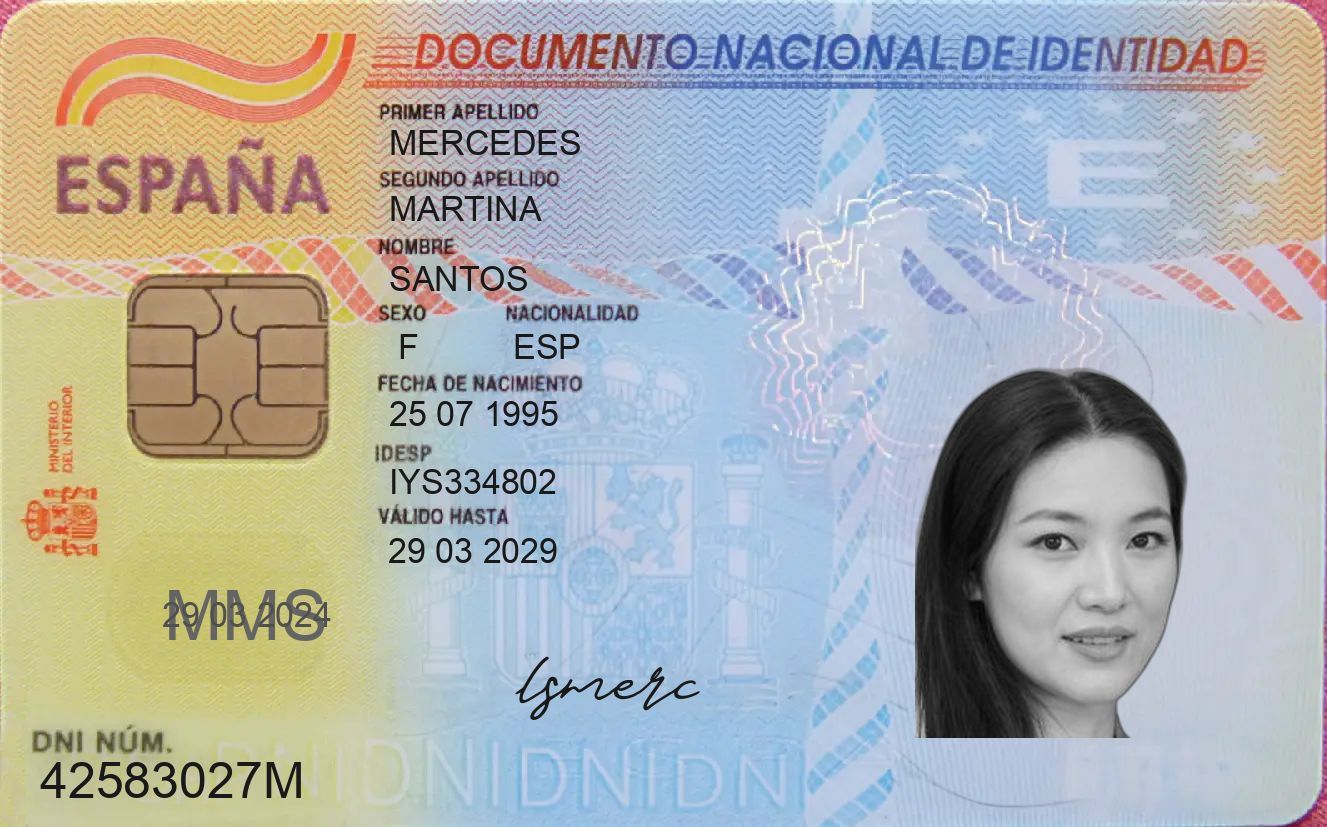 DOCUMENTO NACIONAL DE IDENTIDAD
ESPAÑA
PRIMER APELLIDO
MERCEDES
SEGUNDO APELLIDO
MARTINA
NOMBRE
SANTOS
SEXO NACIONALIDAD
F ESP
FECHA DE NACIMIENTO
25 07 1995
IDESP
IYS334802
VÁLIDO HASTA
29 03 2029
MINISTERIO
DEL INTERIOR
E
MMS
29 03 2024
lsmerc
DNI NÚM.
42583027M
DNIDNIDNIDNI